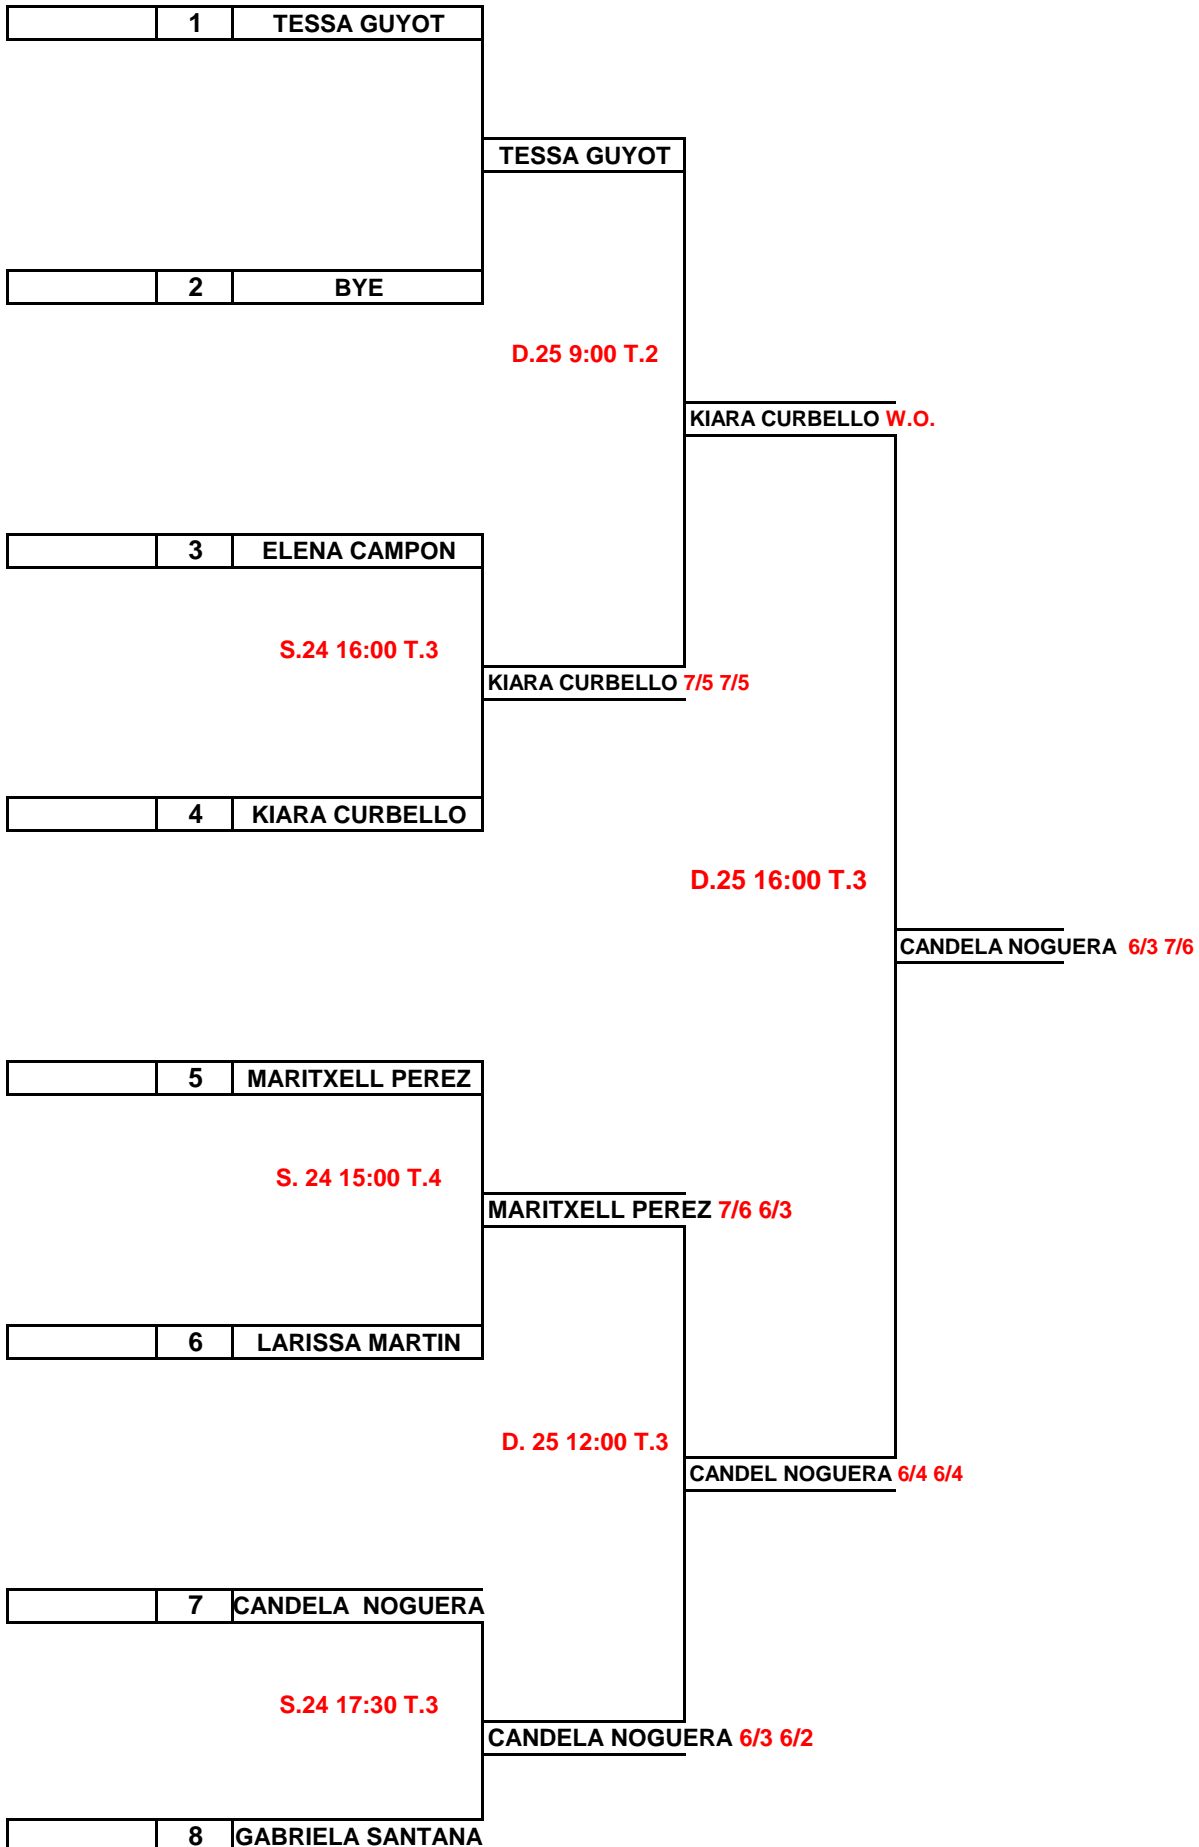 1 TESSA GUYOT
TESSA GUYOT
2 BYE
D.25 9:00 T.2
KIARA CURBELLO W.O.
3 ELENA CAMPON
S.24 16:00 T.3
KIARA CURBELLO 7/5 7/5
4 KIARA CURBELLO
D.25 16:00 T.3
CANDELA NOGUERA 6/3 7/6
5 MARITXELL PEREZ
S. 24 15:00 T.4
MARITXELL PEREZ 7/6 6/3
6 LARISSA MARTIN
D. 25 12:00 T.3
CANDEL NOGUERA 6/4 6/4
7 CANDELA NOGUERA
S.24 17:30 T.3
CANDELA NOGUERA 6/3 6/2
8 GABRIELA SANTANA